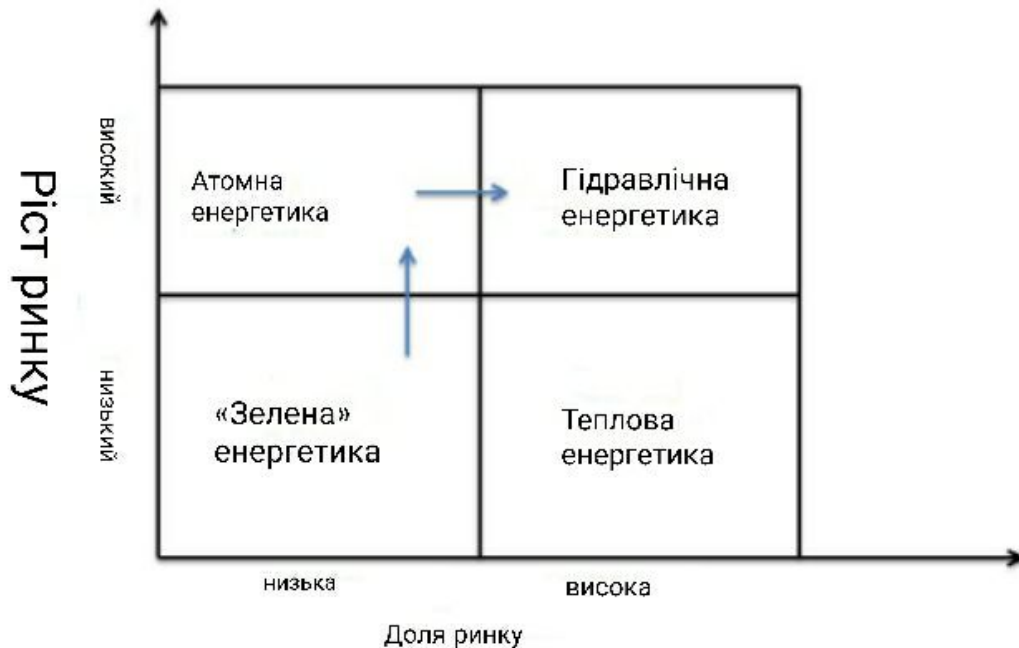 Ріст ринку
високий
низький
Атомна
енергетика
Гідравлічна
енергетика
«Зелена»
енергетика
Теплова
енергетика
низька
висока
Доля ринку